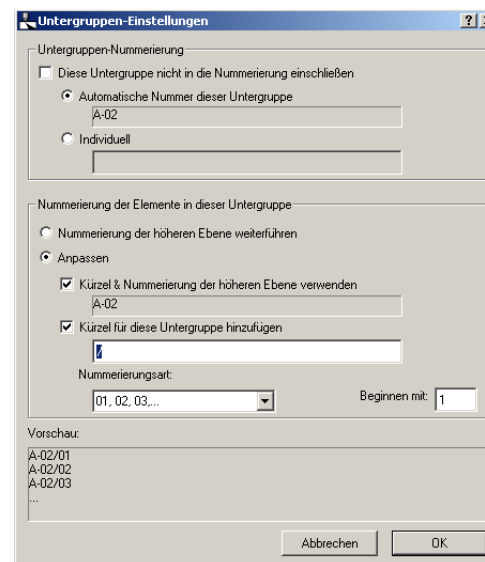 Untergruppen-Einstellungen
Untergruppen-Nummerierung
Diese Untergruppe nicht in die Nummerierung einschließen
Automatische Nummer dieser Untergruppe
A-02
Individuell
Nummerierung der Elemente in dieser Untergruppe
Nummerierung der höheren Ebene weiterführen
Anpassen
Kürzel & Nummerierung der höheren Ebene verwenden
A-02
Kürzel für diese Untergruppe hinzufügen
/
Nummerierungsart:
01, 02, 03,... Beginnen mit: 1
Vorschau:
A-02/01
A-02/02
A-02/03
...
Abbrechen OK